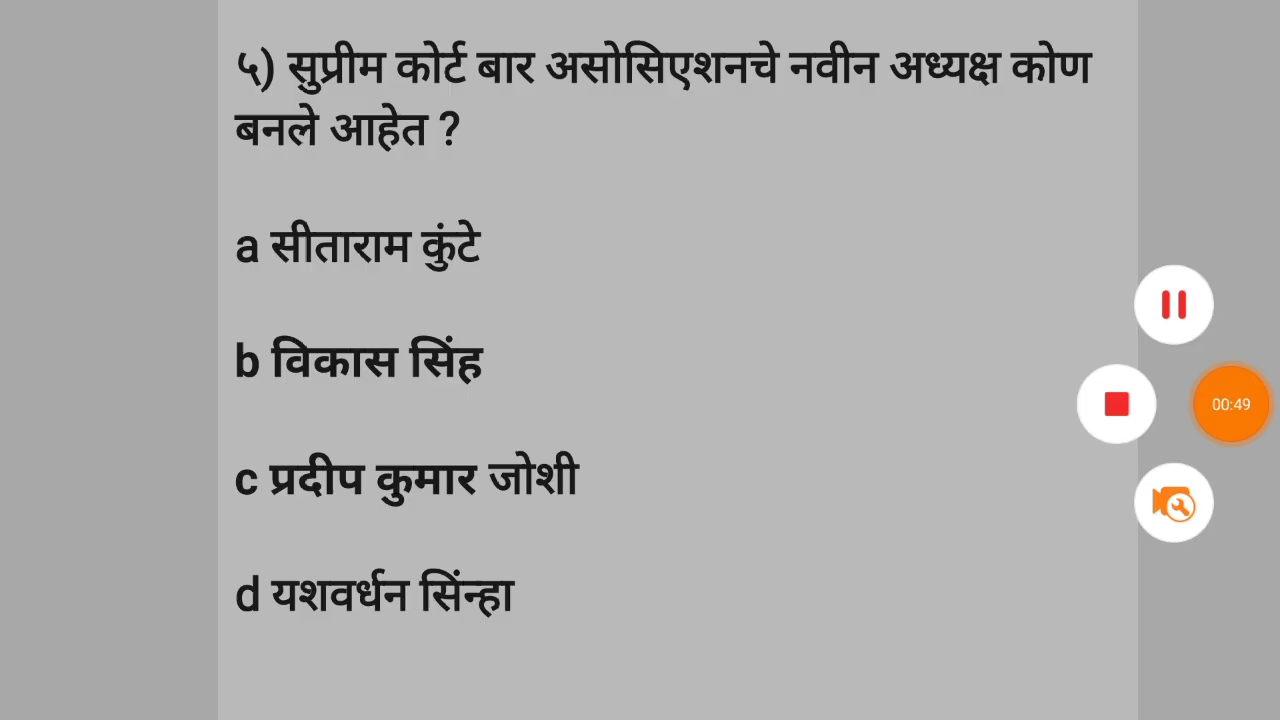 ५) सुप्रीम कोर्ट बार असोसिएशनचे नवीन अध्यक्ष कोण
बनले आहेत ?
a सीताराम कुंटे
b विकास सिंह
c प्रदीप कुमार जोशी
d यशवर्धन सिंन्हा
00:49